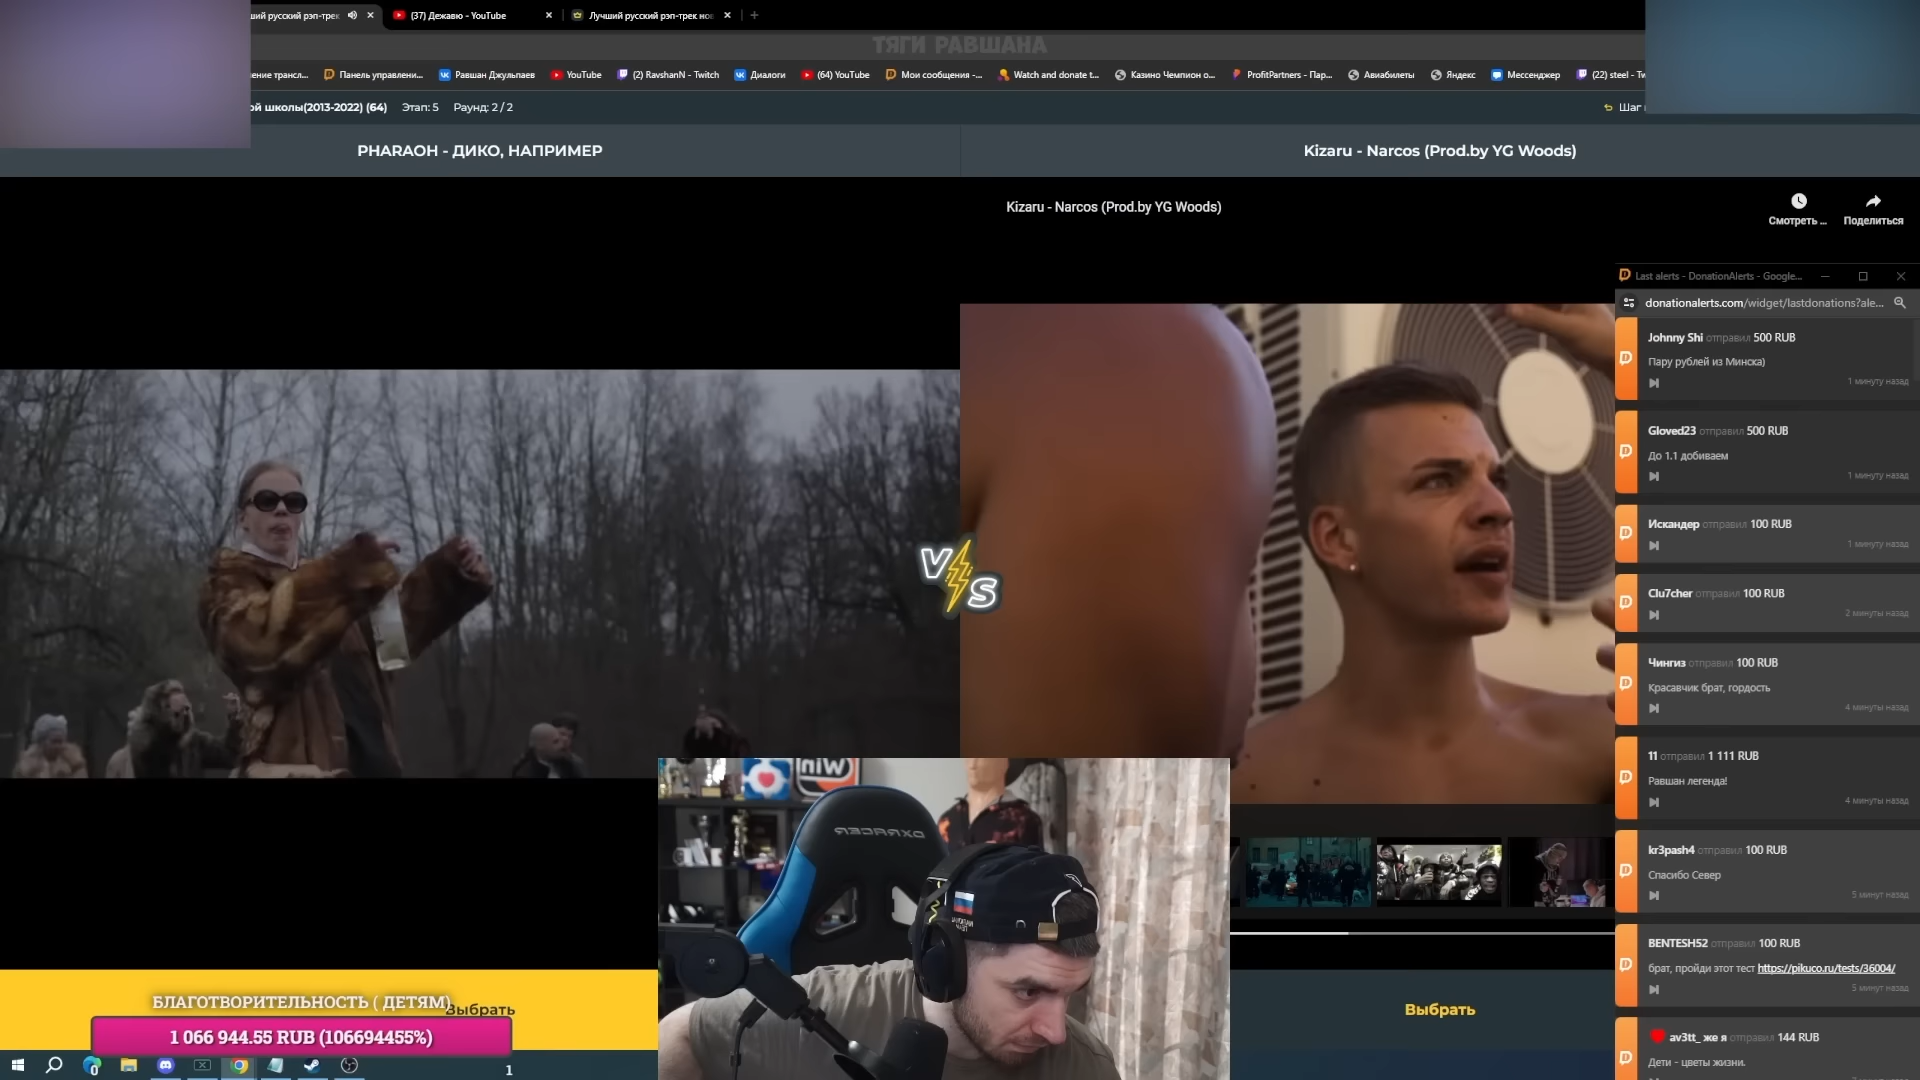 ший русский рэп-трек
(37) Дежавю - YouTube
Лучший русский рэп-трек но
ТЯГИ РАВШАНА
ение трансл...
Панель управлени...
Равшан Джульпаев
YouTube
(2) RavshanN - Twitch
Диалоги
(64) YouTube
Мои сообщения -...
Watch and donate t...
Казино Чемпион о...
ProfitPartners - Пар...
Авиабилеты
Яндекс
Мессенджер
(22) steel - Tw
ой школы(2013-2022) (64)
Этап: 5
Раунд: 2 / 2
Шаг
PHARAOH - ДИКО, НАПРИМЕР
Kizaru - Narcos (Prod.by YG Woods)
Kizaru - Narcos (Prod.by YG Woods)
Смотреть ...
Поделиться
VS
Last alerts - DonationAlerts - Google...
donationalerts.com/widget/lastdonations?ale...
Johnny Shi отправил 500 RUB
Пару рублей из Минска)
1 минуту назад
Gloved23 отправил 500 RUB
До 1.1 добиваем
1 минуту назад
Искандер отправил 100 RUB
1 минуту назад
Clu7cher отправил 100 RUB
2 минуты назад
Чингиз отправил 100 RUB
Красавчик брат, гордость
4 минуты назад
11 отправил 1 111 RUB
Равшан легенда!
4 минуты назад
kr3pash4 отправил 100 RUB
Спасибо Север
5 минут назад
BENTESH52 отправил 100 RUB
брат, пройди этот тест https://pikuco.ru/tests/36004/
5 минут назад
av3tt_ же я отправил 144 RUB
Дети - цветы жизни.
Win
DXRACER
БЛАГОТВОРИТЕЛЬНОСТЬ ( ДЕТЯМ)
Выбрать
1 066 944.55 RUB (106694455%)
Выбрать
0
1